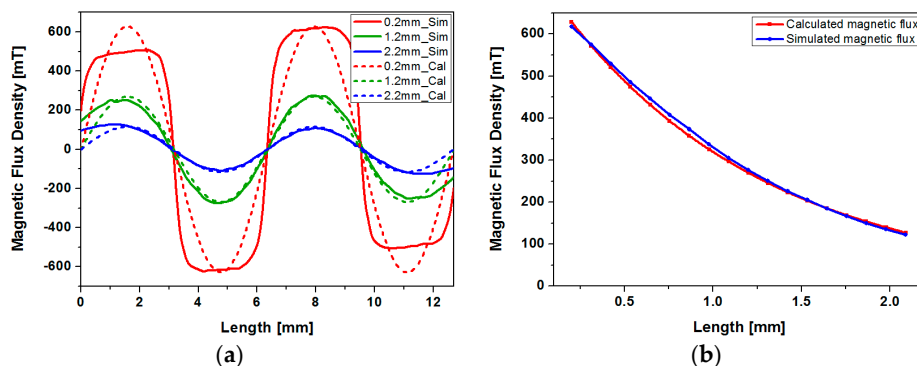 Magnetic Flux Density [mT]
600
400
200
0
-200
-400
-600
0.2mm_Sim
1.2mm_Sim
2.2mm_Sim
0.2mm_Cal
1.2mm_Cal
2.2mm_Cal
0 2 4 6 8 10 12
Length [mm]
(a)
Magnetic Flux Density [mT]
600
500
400
300
200
100
0
Calculated magnetic flux
Simulated magnetic flux
0.5 1.0 1.5 2.0
Length [mm]
(b)